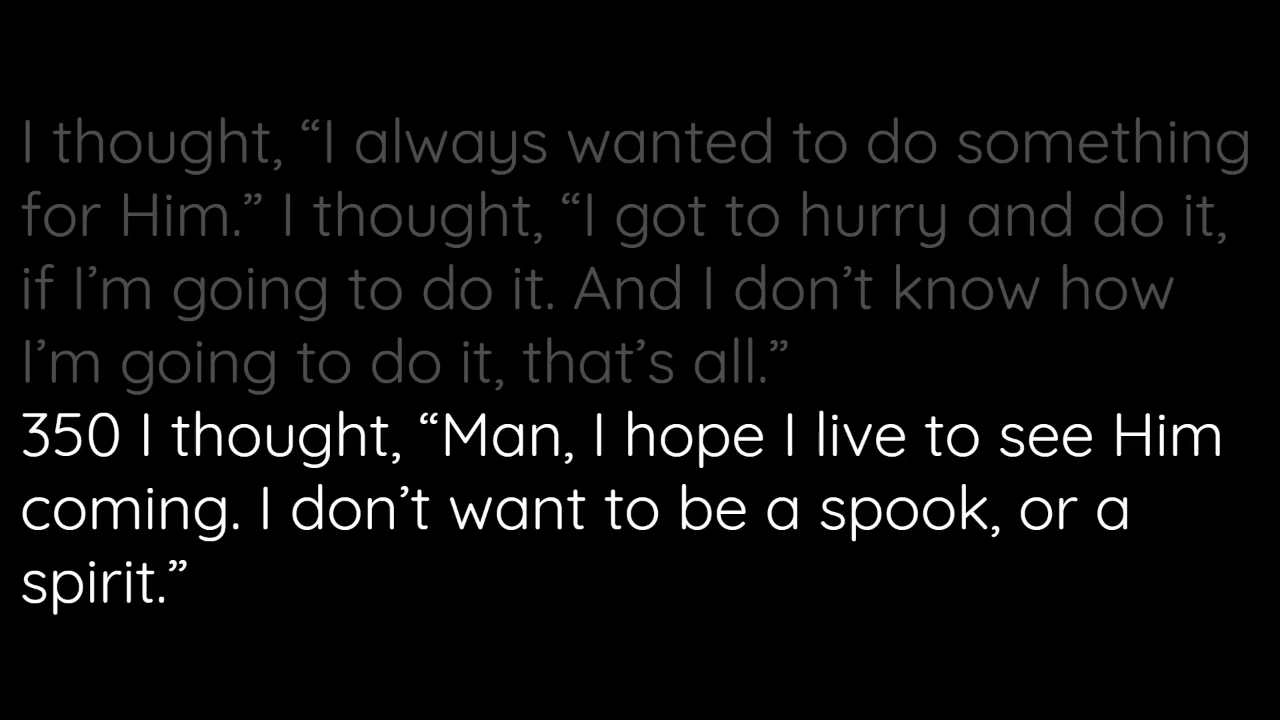 I thought, “I always wanted to do something
for Him.” I thought, “I got to hurry and do it,
if I’m going to do it. And I don’t know how
I’m going to do it, that’s all.”
350 I thought, “Man, I hope I live to see Him
coming. I don’t want to be a spook, or a
spirit.”